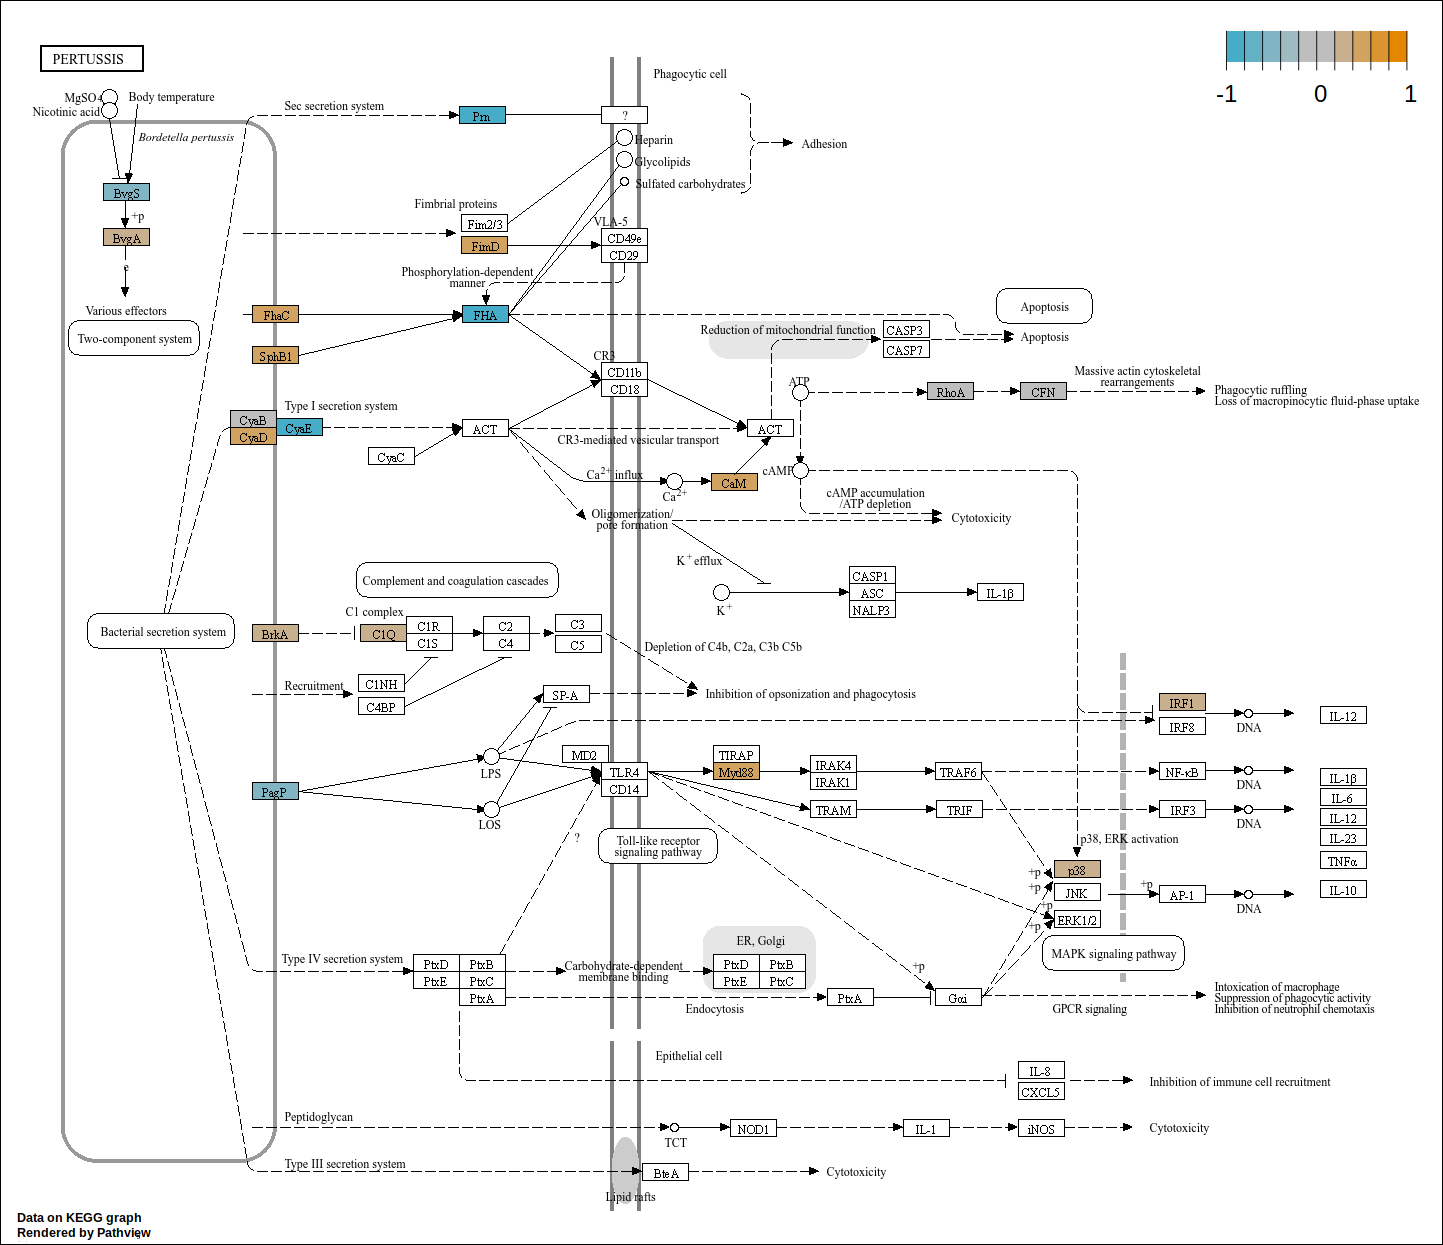 PERTUSSIS
-1 0 1
Phagocytic cell
MgSO4
Body temperature
Nicotinic acid
Sec secretion system
Prn
?
Bordetella pertussis
Heparin
Adhesion
Glycolipids
Sulfated carbohydrates
BvgS
+p
BvgA
e
Various effectors
Two-component system
Fimbrial proteins
Fim2/3
FimD
VLA-5
CD49e
CD29
Phosphorylation-dependent
manner
FhaC
FHA
SphB1
Apoptosis
Reduction of mitochondrial function
CASP3
CASP7
Apoptosis
CR3
CD11b
CD18
ATP
RhoA
CFN
Massive actin cytoskeletal
rearrangements
Phagocytic ruffling
Loss of macropinocytic fluid-phase uptake
Type I secretion system
CyaB
CyaD
CyaE
ACT
ACT
CyaC
CR3-mediated vesicular transport
Ca2+ influx
Ca2+
CaM
cAMP
cAMP accumulation
/ATP depletion
Cytotoxicity
Oligomerization/
pore formation
K+ efflux
K+
CASP1
ASC
NALP3
IL-1β
Complement and coagulation cascades
C1 complex
Bacterial secretion system
BrkA
C1Q
C1R
C1S
C2
C4
C3
C5
Depletion of C4b, C2a, C3b C5b
Recruitment
C1NH
C4BP
SP-A
Inhibition of opsonization and phagocytosis
IRF1
IRF8
DNA
IL-12
LPS
MD2
TLR4
CD14
TIRAP
Myd88
IRAK4
IRAK1
TRAF6
NF-κB
DNA
IL-1β
IL-6
IL-12
IL-23
TNFα
IL-10
PagP
LOS
TRAM
TRIF
IRF3
DNA
?
Toll-like receptor
signaling pathway
p38, ERK activation
+p
p38
+p
JNK
+p
AP-1
DNA
+p
ERK1/2
+p
MAPK signaling pathway
ER, Golgi
Type IV secretion system
PtxD
PtxB
PtxE
PtxC
PtxA
Carbohydrate-dependent
membrane binding
PtxD
PtxB
PtxE
PtxC
+p
PtxA
Gαi
Endocytosis
GPCR signaling
Intoxication of macrophage
Suppression of phagocytic activity
Inhibition of neutrophil chemotaxis
Epithelial cell
IL-8
CXCL5
Inhibition of immune cell recruitment
Peptidoglycan
TCT
NOD1
IL-1
iNOS
Cytotoxicity
Type III secretion system
BteA
Cytotoxicity
Lipid rafts
Data on KEGG graph
Rendered by Pathview